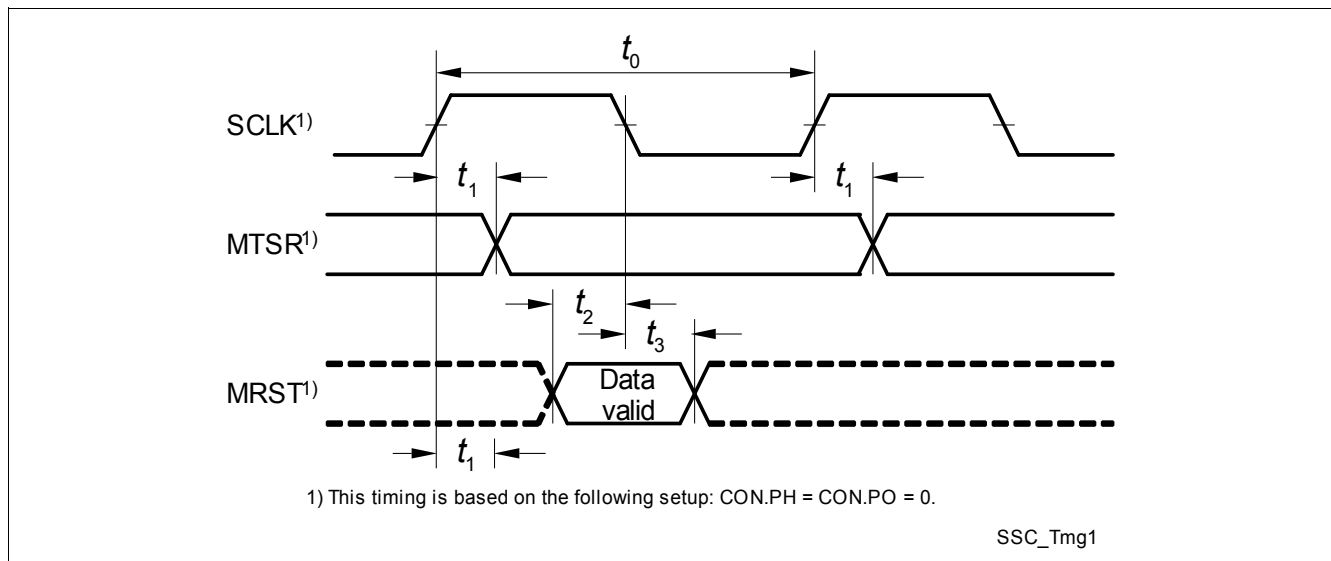 t0
SCLK1)
t1 t1
MTSR1)
t2
t3
MRST1) Data valid
t1
1) This timing is based on the following setup: CON.PH = CON.PO = 0.
SSC_Tmg1